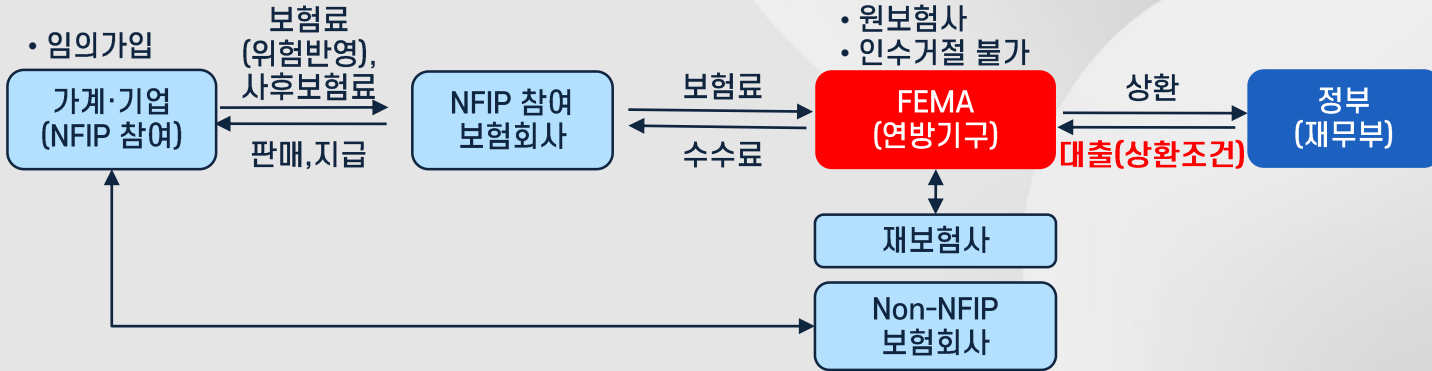 • 임의가입
가계·기업
(NFIP 참여)
보험료
(위험반영),
사후보험료
판매,지급
NFIP 참여
보험회사
보험료
수수료
• 원보험사
• 인수거절 불가
FEMA
(연방기구)
상환
대출(상환조건)
정부
(재무부)
재보험사
Non-NFIP
보험회사